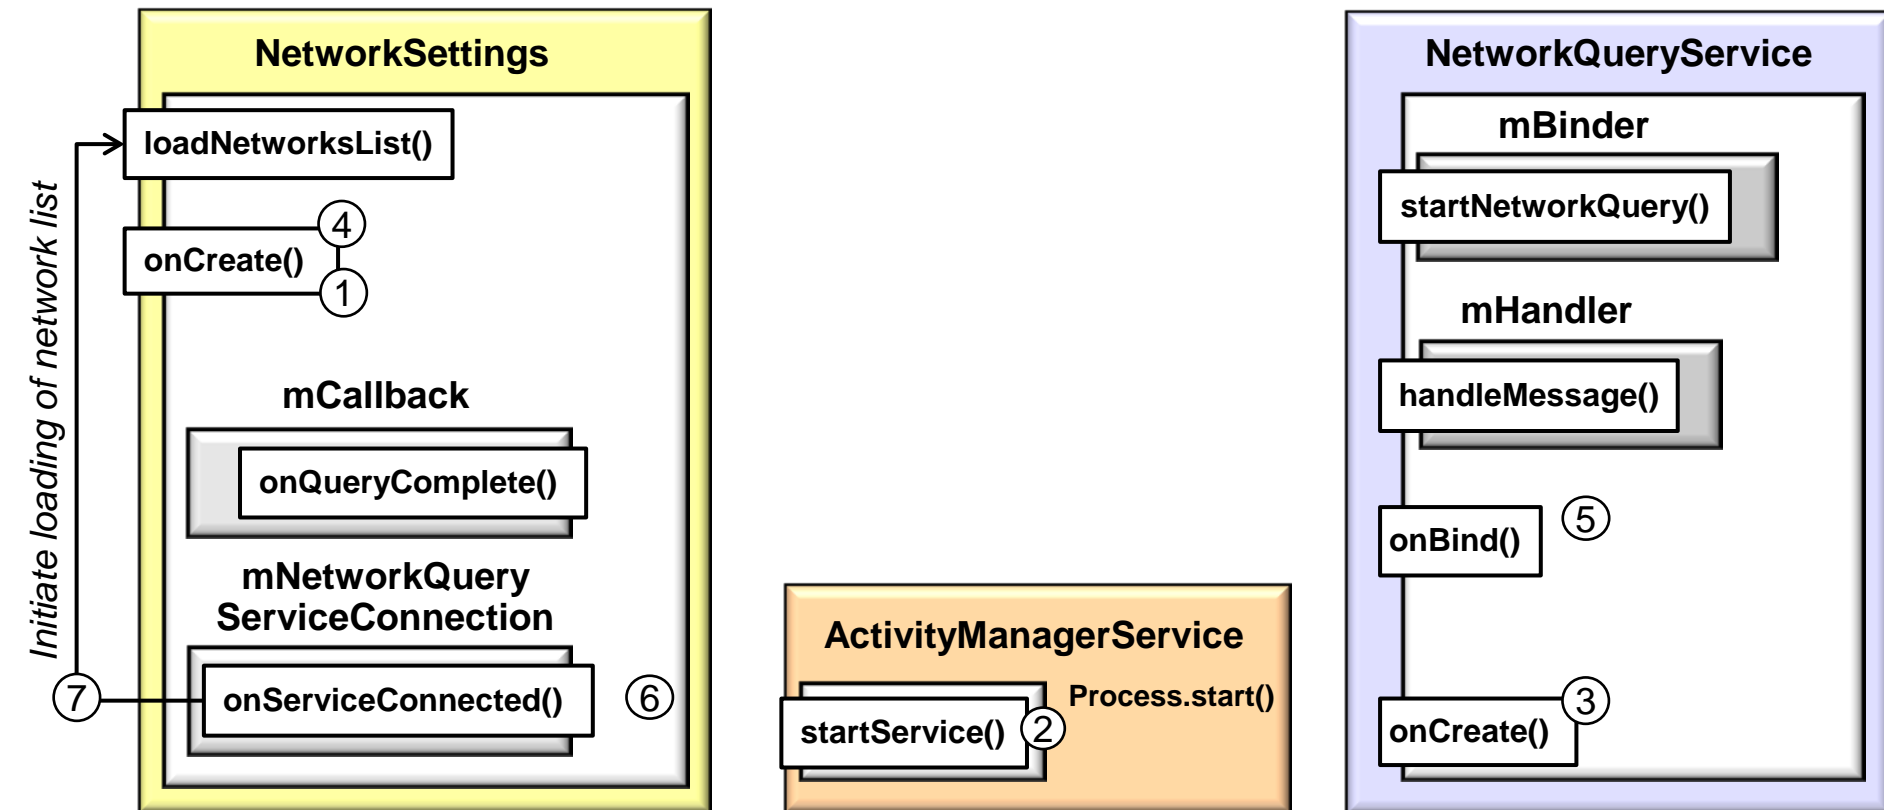 NetworkSettings
loadNetworksList()
4
onCreate()
1
mCallback
onQueryComplete()
mNetworkQuery
ServiceConnection
onServiceConnected()
6
7
Initiate loading of network list
ActivityManagerService
Process.start()
startService()
2
NetworkQueryService
mBinder
startNetworkQuery()
mHandler
handleMessage()
5
onBind()
3
onCreate()